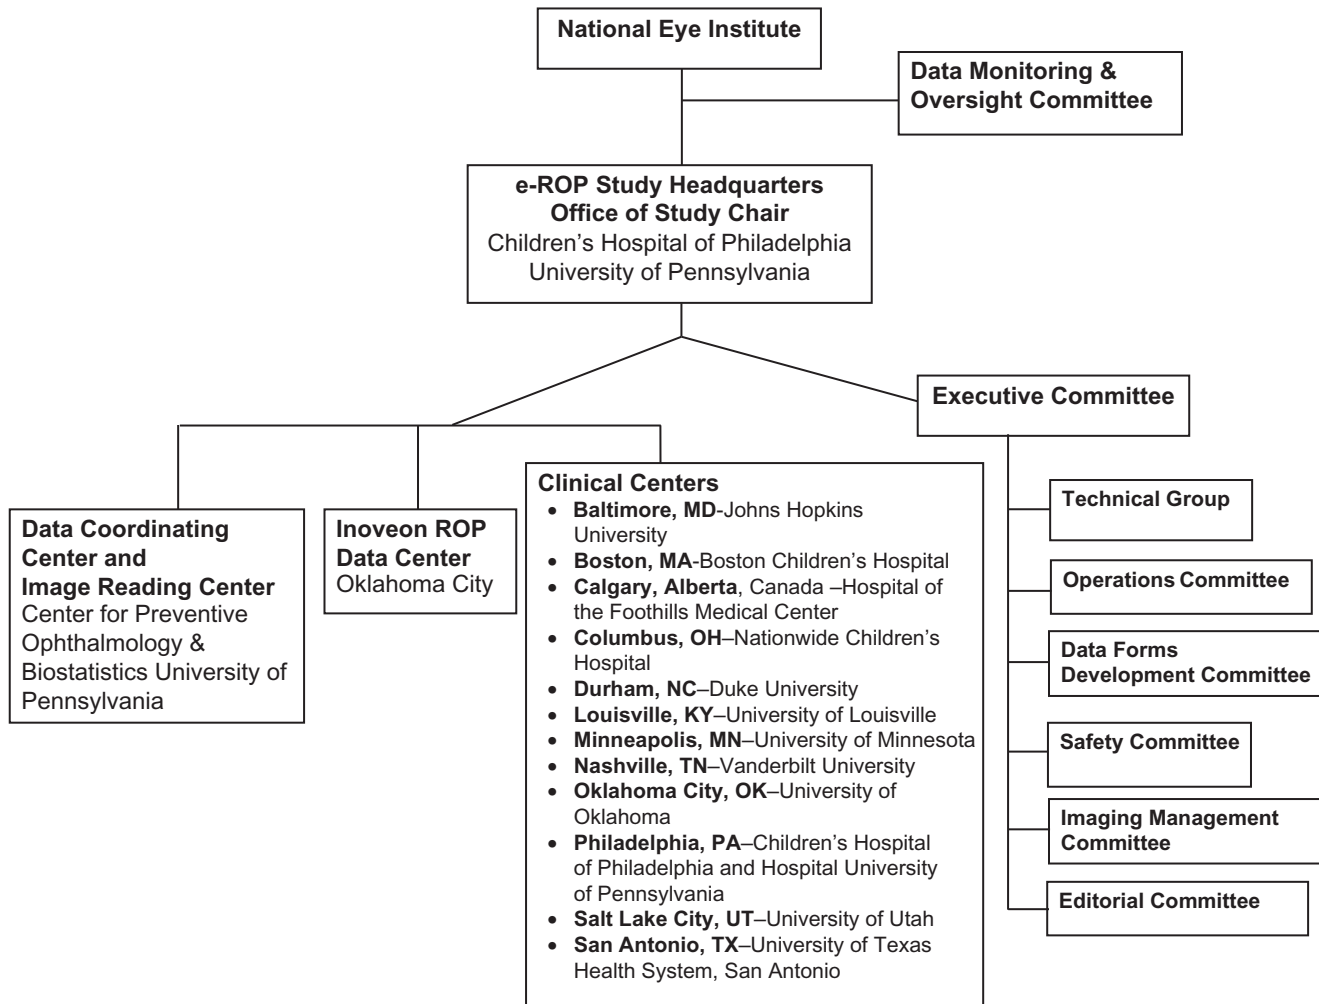 National Eye Institute
Data Monitoring &
Oversight Committee
e-ROP Study Headquarters
Office of Study Chair
Children's Hospital of Philadelphia
University of Pennsylvania
Executive Committee
Data Coordinating
Center and
Image Reading Center
Center for Preventive
Ophthalmology &
Biostatistics University of
Pennsylvania
Inoveon ROP
Data Center
Oklahoma City
Clinical Centers
• Baltimore, MD-Johns Hopkins
University
• Boston, MA-Boston Children's Hospital
• Calgary, Alberta, Canada –Hospital of
the Foothills Medical Center
• Columbus, OH–Nationwide Children's
Hospital
• Durham, NC–Duke University
• Louisville, KY–University of Louisville
• Minneapolis, MN–University of Minnesota
• Nashville, TN–Vanderbilt University
• Oklahoma City, OK–University of
Oklahoma
• Philadelphia, PA–Children's Hospital
of Philadelphia and Hospital University
of Pennsylvania
• Salt Lake City, UT–University of Utah
• San Antonio, TX–University of Texas
Health System, San Antonio
Technical Group
Operations Committee
Data Forms
Development Committee
Safety Committee
Imaging Management
Committee
Editorial Committee